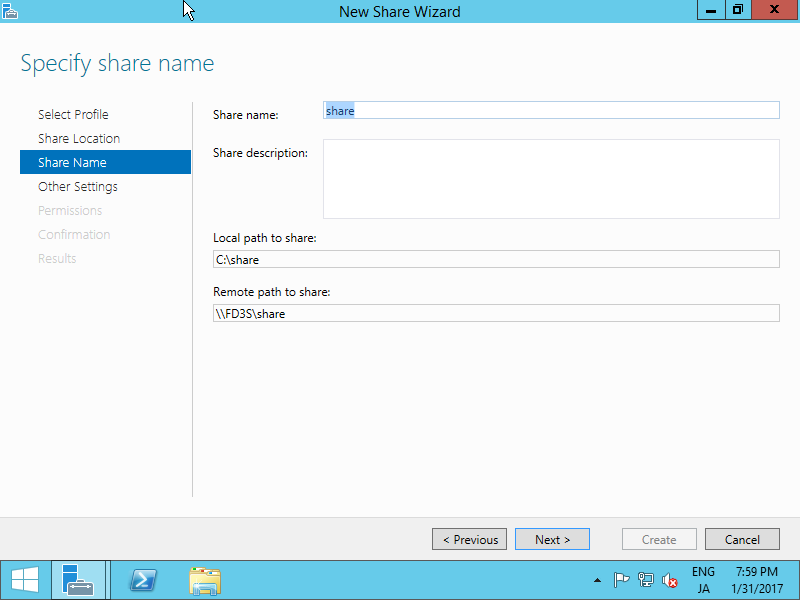 New Share Wizard
Specify share name
Select Profile
Share Location
Share Name
Other Settings
Permissions
Confirmation
Results
Share name:
share
Share description:
Local path to share:
C:\share
Remote path to share:
\\FD3S\share
< Previous
Next >
Create
Cancel
ENG
JA
7:59 PM
1/31/2017